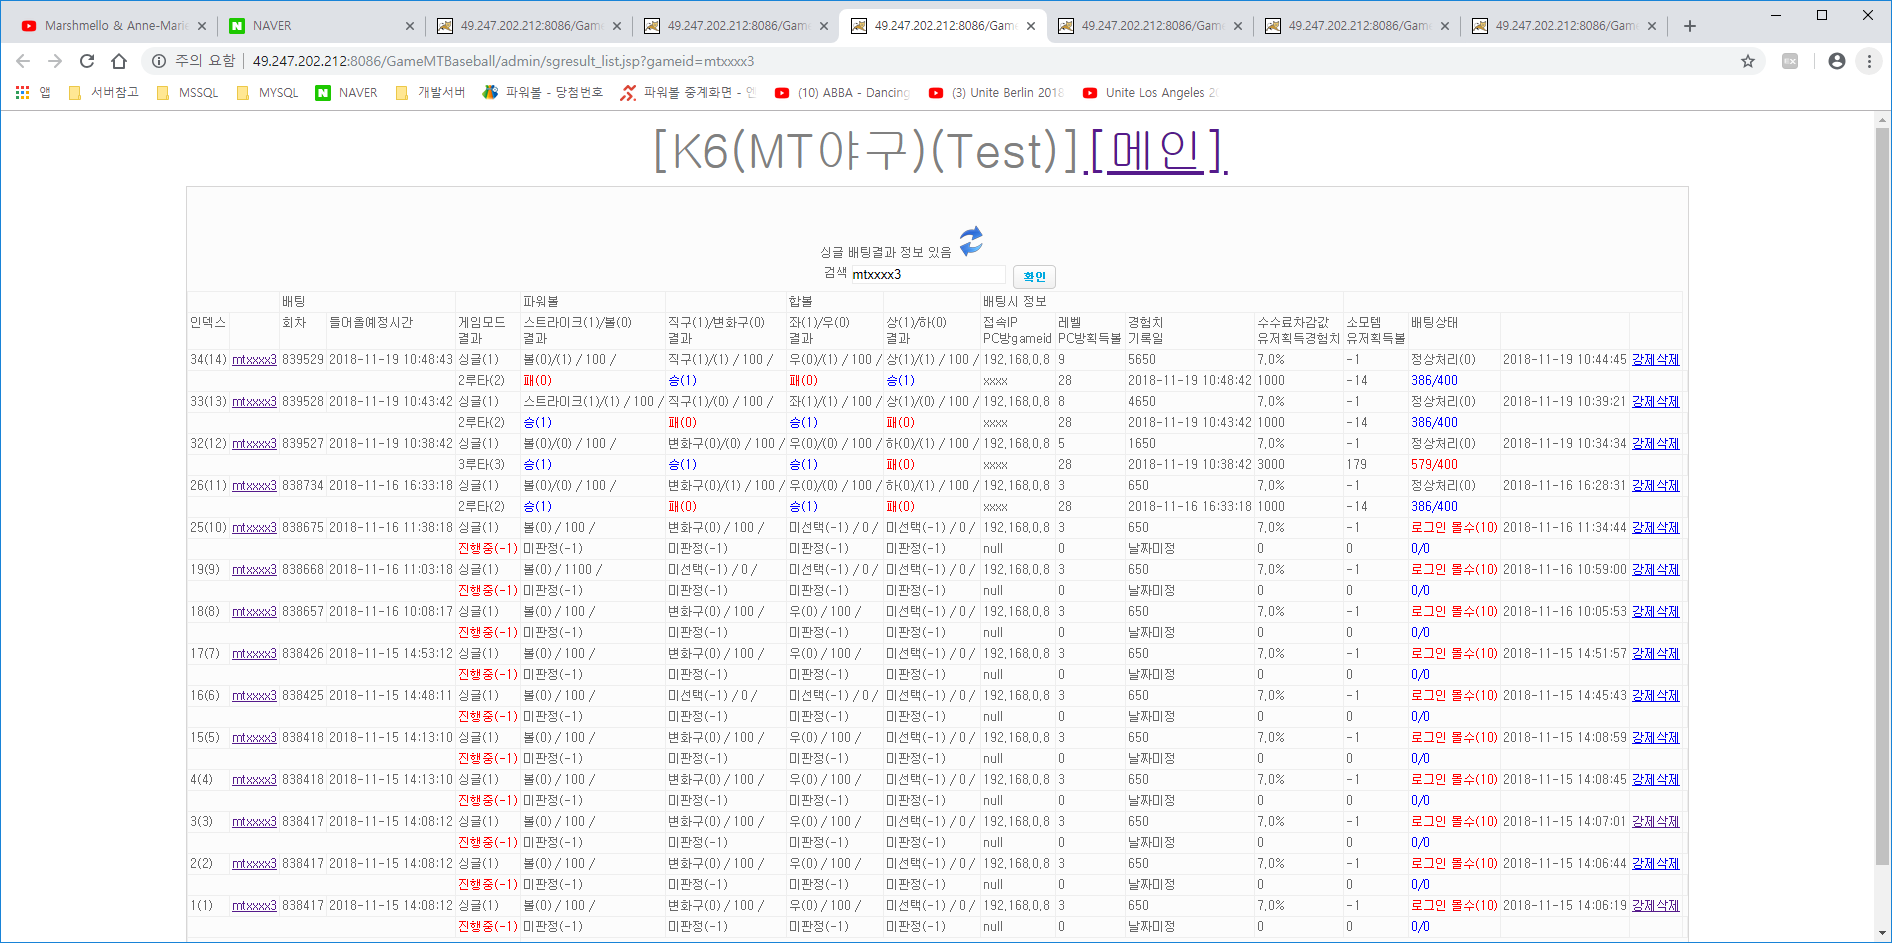 Marshmello & Anne-Marie
NAVER
49.247.202.212:8086/Game
49.247.202.212:8086/Game
49.247.202.212:8086/Game
49.247.202.212:8086/Game
49.247.202.212:8086/Game
49.247.202.212:8086/Game
주의 요함 49.247.202.212:8086/GameMTBaseball/admin/sgresult_list.jsp?gameid=mtxxxx3
앱 서버참고 MSSQL MYSQL NAVER 개발서버 파워볼 - 당첨번호 파워볼 중계화면 - 엔 (10) ABBA - Dancing (3) Unite Berlin 2018 Unite Los Angeles 20
[K6(MT야구)(Test)][메인]
싱글 배팅결과 정보 있음
검색 mtxxxx3 확인
배팅 파워볼 합볼 배팅시 정보
인덱스 회차 들어올예정시간 게임모드 스트라이크(1)/볼(0) 직구(1)/변화구(0) 좌(1)/우(0) 상(1)/하(0) 접속IP 레벨 경험치 수수료차감값 소모템 배팅상태
결과 결과 결과 결과 결과 PC방gameid PC방획득볼 기록일 유저획득경험치 유저획득볼
34(14) mtxxxx3 839529 2018-11-19 10:48:43 싱글(1) 볼(0)/(1) / 100 / 직구(1)/(1) / 100 / 우(0)/(0) / 100 / 상(1)/(1) / 100 / 192.168.0.8 9 5650 7.0% -1 정상처리(0) 2018-11-19 10:44:45 강제삭제
2루타(2) 패(0) 승(1) 패(0) 승(1) xxxx 28 2018-11-19 10:48:42 1000 -14 386/400
33(13) mtxxxx3 839528 2018-11-19 10:43:42 싱글(1) 스트라이크(1)/(1) / 100 / 직구(1)/(0) / 100 / 좌(1)/(1) / 100 / 상(1)/(0) / 100 / 192.168.0.8 8 4650 7.0% -1 정상처리(0) 2018-11-19 10:39:21 강제삭제
2루타(2) 승(1) 패(0) 승(1) 패(0) xxxx 28 2018-11-19 10:43:42 1000 -14 386/400
32(12) mtxxxx3 839527 2018-11-19 10:38:42 싱글(1) 볼(0)/(0) / 100 / 변화구(0)/(0) / 100 / 우(0)/(0) / 100 / 하(0)/(1) / 100 / 192.168.0.8 5 1650 7.0% -1 정상처리(0) 2018-11-19 10:34:34 강제삭제
3루타(3) 승(1) 승(1) 승(1) 패(0) xxxx 28 2018-11-19 10:38:42 3000 179 579/400
26(11) mtxxxx3 838734 2018-11-16 16:33:18 싱글(1) 볼(0)/(0) / 100 / 변화구(0)/(1) / 100 / 우(0)/(0) / 100 / 하(0)/(1) / 100 / 192.168.0.8 3 650 7.0% -1 정상처리(0) 2018-11-16 16:28:31 강제삭제
2루타(2) 승(1) 패(0) 승(1) 패(0) xxxx 28 2018-11-16 16:33:18 1000 -14 386/400
25(10) mtxxxx3 838675 2018-11-16 11:38:18 싱글(1) 볼(0) / 100 / 변화구(0) / 100 / 미선택(-1) / 0 / 미선택(-1) / 0 / 192.168.0.8 3 650 7.0% -1 로그인 몰수(10) 2018-11-16 11:34:44 강제삭제
진행중(-1) 미판정(-1) 미판정(-1) 미판정(-1) 미판정(-1) null 0 날짜미정 0 0 0/0
19(9) mtxxxx3 838668 2018-11-16 11:03:18 싱글(1) 볼(0) / 1100 / 미선택(-1) / 0 / 미선택(-1) / 0 / 미선택(-1) / 0 / 192.168.0.8 3 650 7.0% -1 로그인 몰수(10) 2018-11-16 10:59:00 강제삭제
진행중(-1) 미판정(-1) 미판정(-1) 미판정(-1) 미판정(-1) null 0 날짜미정 0 0 0/0
18(8) mtxxxx3 838657 2018-11-16 10:08:17 싱글(1) 볼(0) / 100 / 변화구(0) / 100 / 우(0) / 100 / 미선택(-1) / 0 / 192.168.0.8 3 650 7.0% -1 로그인 몰수(10) 2018-11-16 10:05:53 강제삭제
진행중(-1) 미판정(-1) 미판정(-1) 미판정(-1) 미판정(-1) null 0 날짜미정 0 0 0/0
17(7) mtxxxx3 838426 2018-11-15 14:53:12 싱글(1) 볼(0) / 100 / 변화구(0) / 100 / 우(0) / 100 / 미선택(-1) / 0 / 192.168.0.8 3 650 7.0% -1 로그인 몰수(10) 2018-11-15 14:51:57 강제삭제
진행중(-1) 미판정(-1) 미판정(-1) 미판정(-1) 미판정(-1) null 0 날짜미정 0 0 0/0
16(6) mtxxxx3 838425 2018-11-15 14:48:11 싱글(1) 볼(0) / 100 / 미선택(-1) / 0 / 미선택(-1) / 0 / 미선택(-1) / 0 / 192.168.0.8 3 650 7.0% -1 로그인 몰수(10) 2018-11-15 14:45:43 강제삭제
진행중(-1) 미판정(-1) 미판정(-1) 미판정(-1) 미판정(-1) null 0 날짜미정 0 0 0/0
15(5) mtxxxx3 838418 2018-11-15 14:13:10 싱글(1) 볼(0) / 100 / 변화구(0) / 100 / 우(0) / 100 / 미선택(-1) / 0 / 192.168.0.8 3 650 7.0% -1 로그인 몰수(10) 2018-11-15 14:08:59 강제삭제
진행중(-1) 미판정(-1) 미판정(-1) 미판정(-1) 미판정(-1) null 0 날짜미정 0 0 0/0
4(4) mtxxxx3 838418 2018-11-15 14:13:10 싱글(1) 볼(0) / 100 / 변화구(0) / 100 / 우(0) / 100 / 미선택(-1) / 0 / 192.168.0.8 3 650 7.0% -1 로그인 몰수(10) 2018-11-15 14:08:45 강제삭제
진행중(-1) 미판정(-1) 미판정(-1) 미판정(-1) 미판정(-1) null 0 날짜미정 0 0 0/0
3(3) mtxxxx3 838417 2018-11-15 14:08:12 싱글(1) 볼(0) / 100 / 변화구(0) / 100 / 우(0) / 100 / 미선택(-1) / 0 / 192.168.0.8 3 650 7.0% -1 로그인 몰수(10) 2018-11-15 14:07:01 강제삭제
진행중(-1) 미판정(-1) 미판정(-1) 미판정(-1) 미판정(-1) null 0 날짜미정 0 0 0/0
2(2) mtxxxx3 838417 2018-11-15 14:08:12 싱글(1) 볼(0) / 100 / 변화구(0) / 100 / 우(0) / 100 / 미선택(-1) / 0 / 192.168.0.8 3 650 7.0% -1 로그인 몰수(10) 2018-11-15 14:06:44 강제삭제
진행중(-1) 미판정(-1) 미판정(-1) 미판정(-1) 미판정(-1) null 0 날짜미정 0 0 0/0
1(1) mtxxxx3 838417 2018-11-15 14:08:12 싱글(1) 볼(0) / 100 / 변화구(0) / 100 / 우(0) / 100 / 미선택(-1) / 0 / 192.168.0.8 3 650 7.0% -1 로그인 몰수(10) 2018-11-15 14:06:19 강제삭제
진행중(-1) 미판정(-1) 미판정(-1) 미판정(-1) 미판정(-1) null 0 날짜미정 0 0 0/0